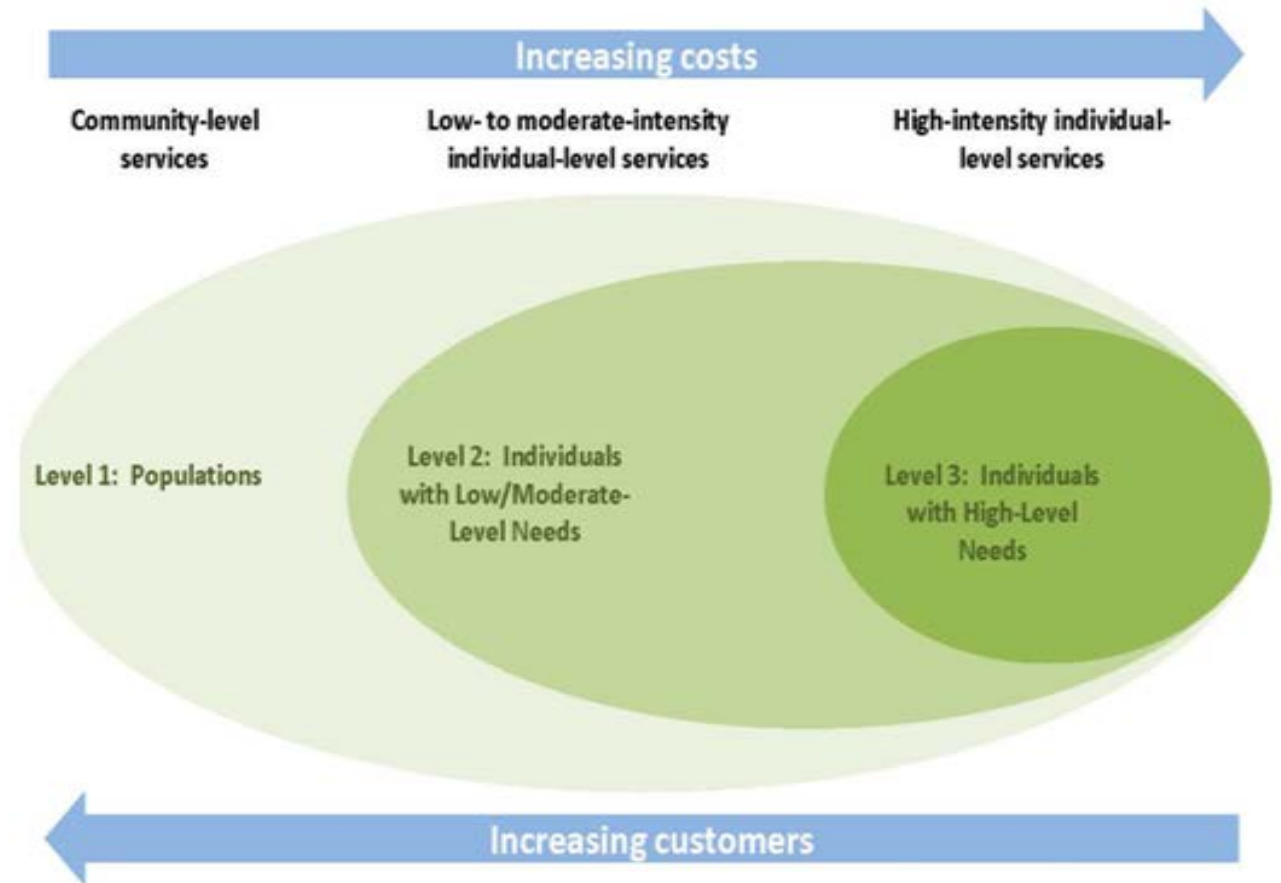 Increasing costs
Community-level
services
Low- to moderate-intensity
individual-level services
High-intensity individual-
level services
Level 1:  Populations
Level 2:  Individuals
with Low/Moderate-
Level Needs
Level 3:  Individuals
with High-Level
Needs
Increasing customers